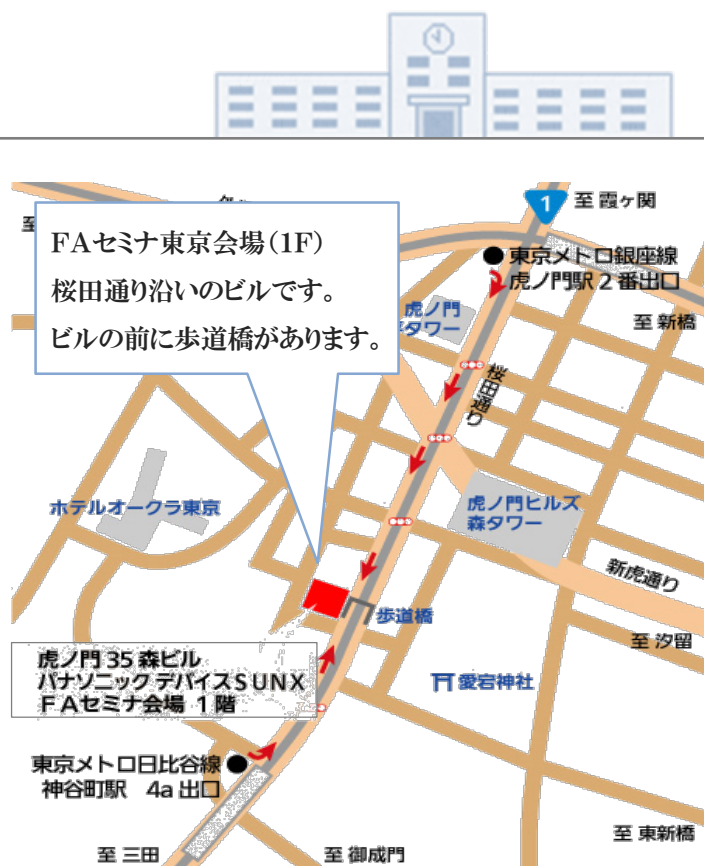 至 霞ヶ関
1
至
FAセミナ東京会場(1F)
桜田通り沿いのビルです。
ビルの前に歩道橋があります。
東京メトロ銀座線
虎ノ門駅 2 番出口
虎ノ門
タワー
至 新橋
桜田通り
ホテルオークラ東京
虎ノ門ヒルズ
森タワー
新虎通り
歩道橋
至 汐留
虎ノ門 35 森ビル
パナソニック デバイスSUNX
FAセミナ会場 1階
愛宕神社
東京メトロ日比谷線
神谷町駅 4a 出口
至 東新橋
至 三田
至 御成門